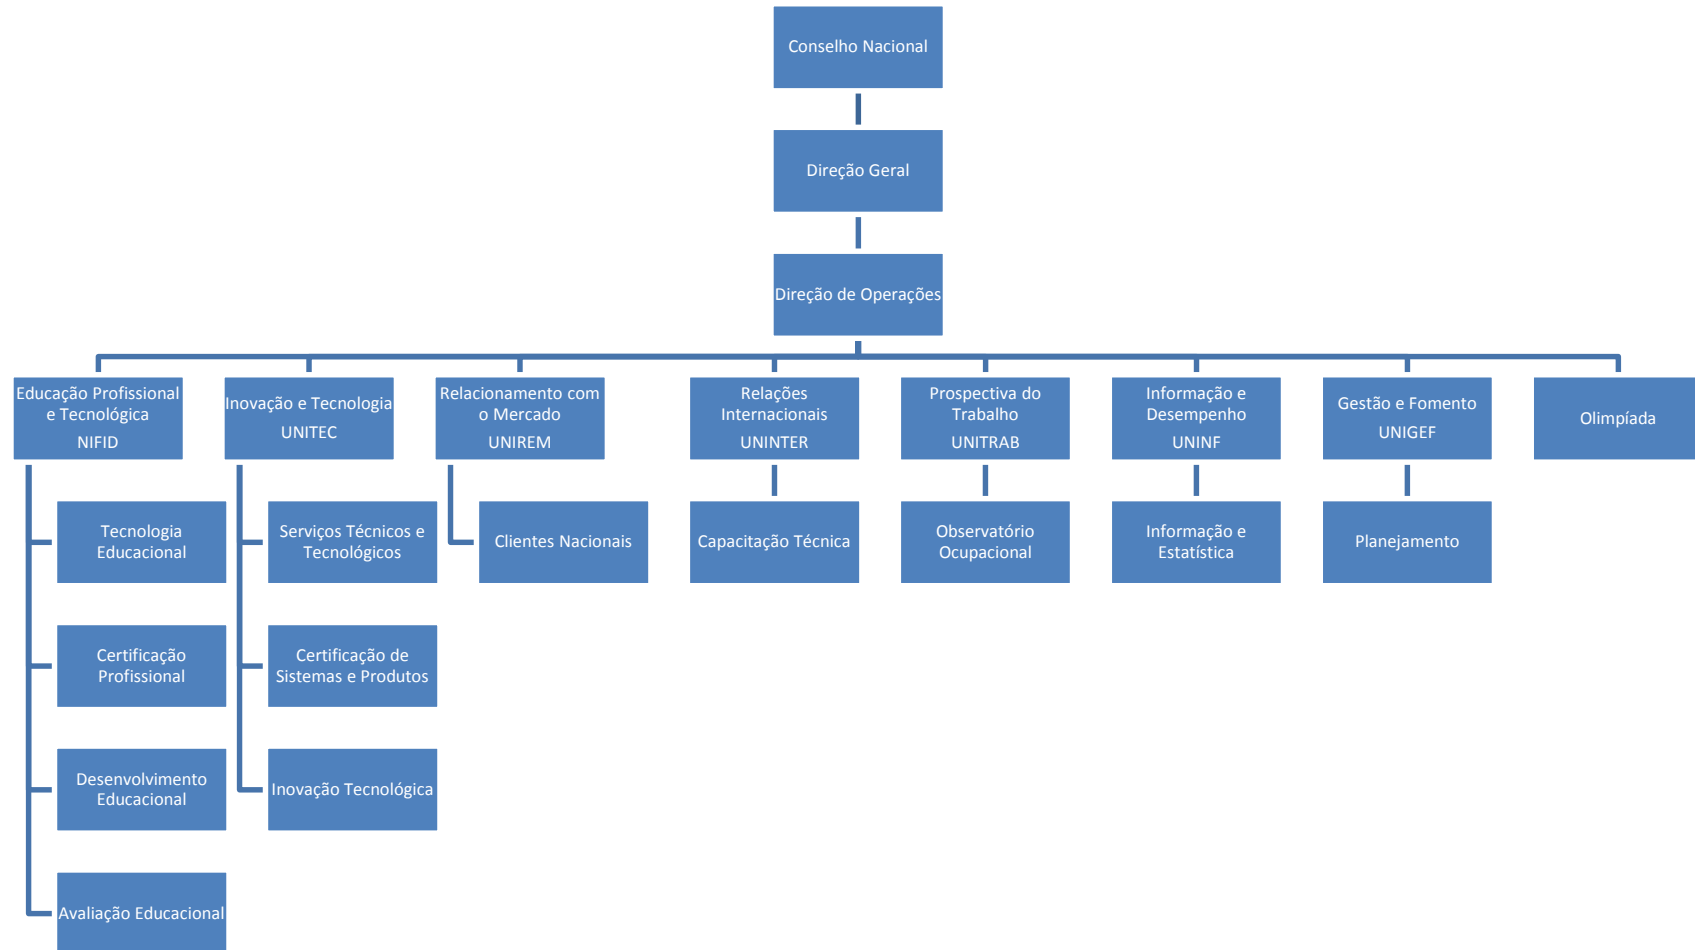 Conselho Nacional
Direção Geral
Direção de Operações
Educação Profissional
e Tecnológica
NIFID
Inovação e Tecnologia
UNITEC
Relacionamento com
o Mercado
UNIREM
Relações
Internacionais
UNINTER
Prospectiva do
Trabalho
UNITRAB
Informação e
Desempenho
UNINF
Gestão e Fomento
UNIGEF
Olimpíada
Tecnologia
Educacional
Serviços Técnicos e
Tecnológicos
Clientes Nacionais
Capacitação Técnica
Observatório
Ocupacional
Informação e
Estatística
Planejamento
Certificação
Profissional
Certificação de
Sistemas e Produtos
Desenvolvimento
Educacional
Inovação Tecnológica
Avaliação Educacional